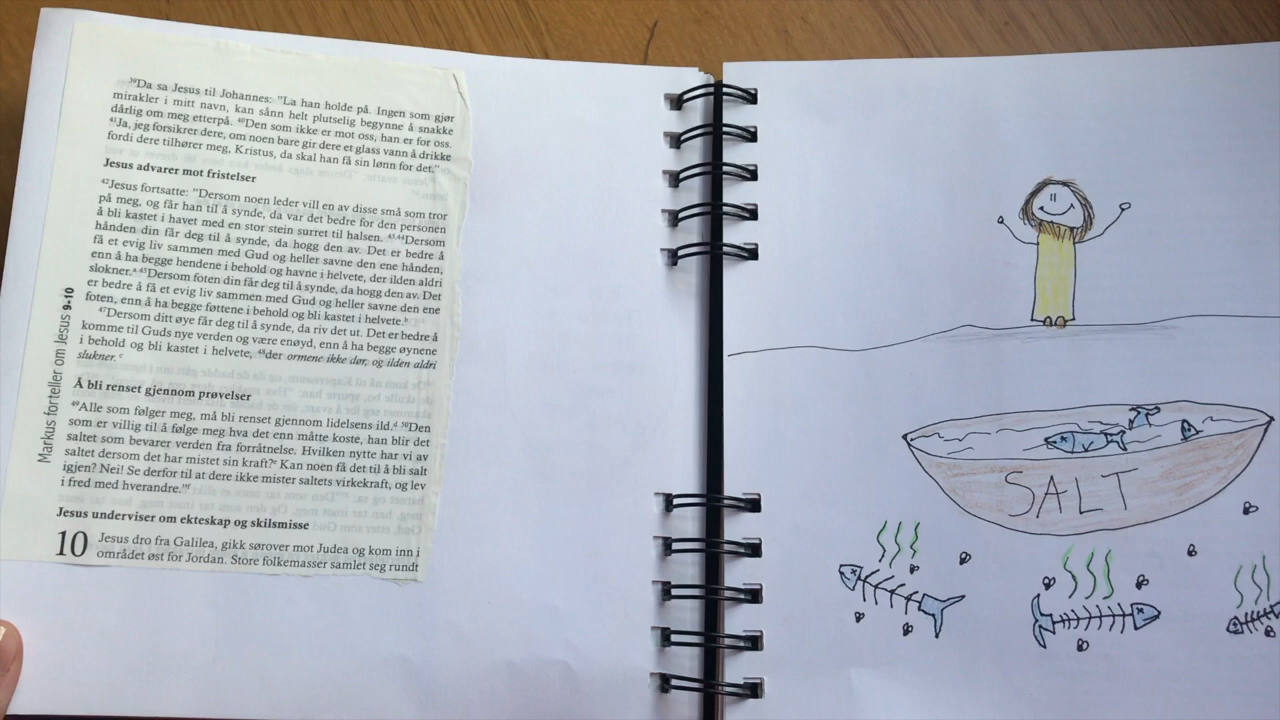 ³⁹Da sa Jesus til Johannes: "La han holde på. Ingen som gjør
mirakler i mitt navn, kan sånn helt plutselig begynne å snakke
dårlig om meg etterpå. ⁴⁰Den som ikke er mot oss, han er for oss.
⁴¹Ja, jeg forsikrer dere, om noen bare gir dere et glass vann å drikke
fordi dere tilhører meg, Kristus, da skal han få sin lønn for det."
Jesus advarer mot fristelser
⁴²Jesus fortsatte: "Dersom noen leder vill en av disse små som tror
på meg, og får han til å synde, da var det bedre for den personen
å bli kastet i havet med en stor stein surret til halsen. ⁴³⁻⁴⁴Dersom
hånden din får deg til å synde, da hogg den av. Det er bedre å
få et evig liv sammen med Gud og heller savne den ene hånden,
enn å ha begge hendene i behold og havne i helvete, der ilden aldri
slokner.ᵃ ⁴⁵Dersom foten din får deg til å synde, da hogg den av. Det
er bedre å få et evig liv sammen med Gud og heller savne den ene
foten, enn å ha begge føttene i behold og bli kastet i helvete.ᵇ
⁴⁷Dersom ditt øye får deg til å synde, da riv det ut. Det er bedre å
komme til Guds nye verden og være enøyd, enn å ha begge øynene
i behold og bli kastet i helvete, ⁴⁸der ormene ikke dør, og ilden aldri
slukner.ᶜ
Å bli renset gjennom prøvelser
⁴⁹Alle som følger meg, må bli renset gjennom lidelsens ild.ᵈ ⁵⁰Den
som er villig til å følge meg hva det enn måtte koste, han blir det
saltet som bevarer verden fra forråtnelse. Hvilken nytte har vi av
saltet dersom det har mistet sin kraft?ᵉ Kan noen få det til å bli salt
igjen? Nei! Se derfor til at dere ikke mister saltets virkekraft, og lev
i fred med hverandre."ᶠ
Jesus underviser om ekteskap og skilsmisse
10 Jesus dro fra Galilea, gikk sørover mot Judea og kom inn i
området øst for Jordan. Store folkemasser samlet seg rundt
Markus forteller om Jesus 9-10
SALT